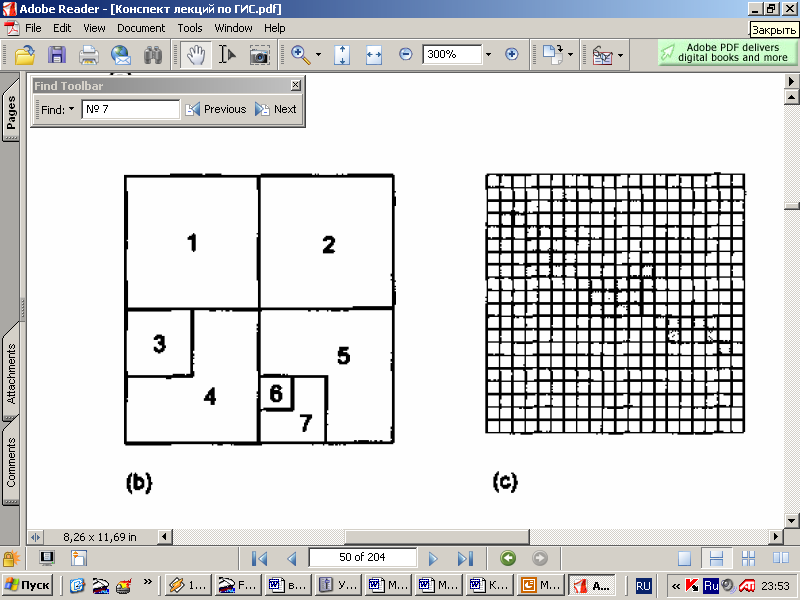 Adobe Reader - [Конспект лекций по ГИС.pdf]
File Edit View Document Tools Window Help
Закрыть
300%
Adobe PDF delivers
digital books and more
Find Toolbar
Find: № 7 Previous Next
Pages
Attachments
Comments
1
2
3
4
5
6
7
(b)
(c)
8,26 x 11,69 in
50 of 204
Пуск
»
1...
F...
в...
У...
М...
М...
К...
М...
A...
RU
«
Ru
23:53